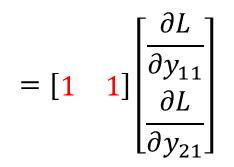 = [1 1] [∂L/∂y₁₁
∂L/∂y₂₁]